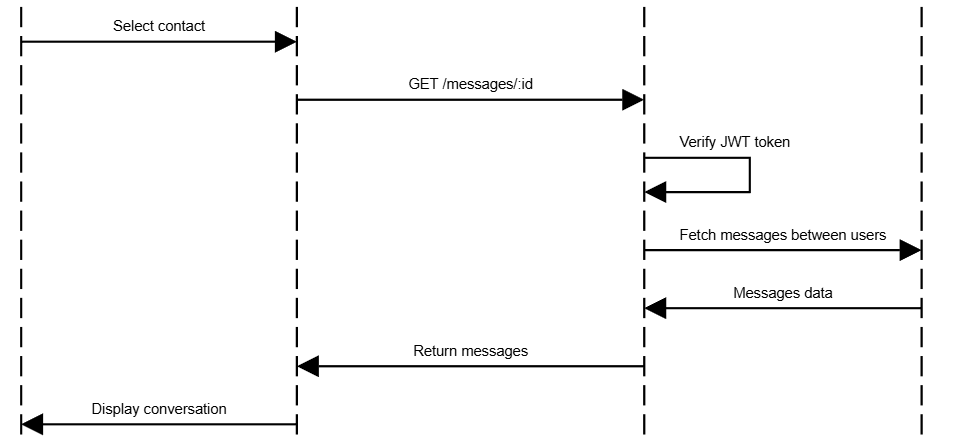 Select contact
GET /messages/:id
Verify JWT token
Fetch messages between users
Messages data
Return messages
Display conversation